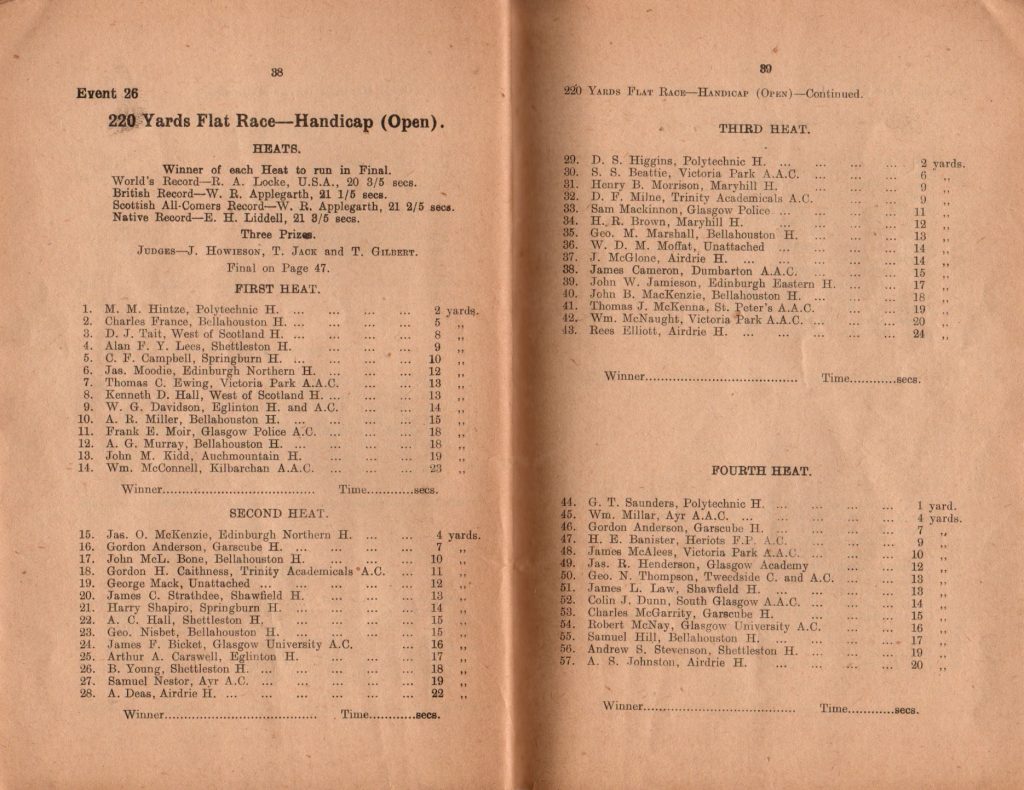 38
Event 26
220 Yards Flat Race—Handicap (Open).
HEATS.
Winner of each Heat to run in Final.
World's Record—R. A. Locke, U.S.A., 20 3/5 secs.
British Record—W. R. Applegarth, 21 1/5 secs.
Scottish All-Comers Record—W. R. Applegarth, 21 2/5 secs.
Native Record—E. H. Liddell, 21 3/5 secs.
Three Prizes.
Judges—J. Howieson, T. Jack and T. Gilbert.
Final on Page 47.
FIRST HEAT.
1. M. M. Hintze, Polytechnic H. ... ... ... ... 2 yards.
2. Charles France, Bellahouston H. ... ... ... ... 5 ,,
3. D. J. Tait, West of Scotland H. ... ... ... ... 8 ,,
4. Alan F. Y. Lees, Shettleston H. ... ... ... 9 ,,
5. C. F. Campbell, Springburn H. ... ... ... ... 10 ,,
6. Jas. Moodie, Edinburgh Northern H. ... ... ... 12 ,,
7. Thomas C. Ewing, Victoria Park A.A.C. ... ... 13 ,,
8. Kenneth D. Hall, West of Scotland H. ... ... ... 13 ,,
9. W. G. Davidson, Eglinton H. and A.C. ... ... 14 ,,
10. A. R. Miller, Bellahouston H. ... ... ... ... 15 ,,
11. Frank E. Moir, Glasgow Police A.C. ... ... ... 18 ,,
12. A. G. Murray, Bellahouston H. ... ... ... ... 18 ,,
13. John M. Kidd, Auchmountain H. ... ... ... 19 ,,
14. Wm. McConnell, Kilbarchan A.A.C. ... ... ... 23 ,,
Winner....................................... Time............secs.
SECOND HEAT.
15. Jas. O. McKenzie, Edinburgh Northern H. ... ... 4 yards.
16. Gordon Anderson, Garscube H. ... ... ... ... 7 ,,
17. John McL. Bone, Bellahouston H. ... ... ... 10 ,,
18. Gordon H. Caithness, Trinity Academicals A.C. ... 11 ,,
19. George Mack, Unattached ... ... ... ... ... 12 ,,
20. James C. Strathdee, Shawfield H. ... ... ... 13 ,,
21. Harry Shapiro, Springburn H. ... ... ... ... 14 ,,
22. A. C. Hall, Shettleston H. ... ... ... ... 15 ,,
23. Geo. Nisbet, Bellahouston H. ... ... ... ... 15 ,,
24. James F. Bicket, Glasgow University A.C. ... ... 16 ,,
25. Arthur A. Carswell, Eglinton H. ... ... ... 17 ,,
26. B. Young, Shettleston H. ... ... ... ... 18 ,,
27. Samuel Nestor, Ayr A.C. ... ... ... ... ... 19 ,,
28. A. Deas, Airdrie H. ... ... ... ... ... ... 22 ,,
Winner....................................... Time............secs.
39
220 Yards Flat Race—Handicap (Open)—Continued.
THIRD HEAT.
29. D. S. Higgins, Polytechnic H. ... ... ... ... 2 yards.
30. S. S. Beattie, Victoria Park A.A.C. ... ... ... 6 ,,
31. Henry B. Morrison, Maryhill H. ... ... ... 9 ,,
32. D. F. Milne, Trinity Academicals A.C. ... ... 9 ,,
33. Sam Mackinnon, Glasgow Police ... ... ... ... 11 ,,
34. H. R. Brown, Maryhill H. ... ... ... ... 12 ,,
35. Geo. M. Marshall, Bellahouston H. ... ... ... 13 ,,
36. W. D. M. Moffat, Unattached ... ... ... ... 14 ,,
37. J. McGlone, Airdrie H. ... ... ... ... ... 14 ,,
38. James Cameron, Dumbarton A.A.C. ... ... ... 15 ,,
39. John W. Jamieson, Edinburgh Eastern H. ... ... 17 ,,
40. John B. MacKenzie, Bellahouston H. ... ... ... 18 ,,
41. Thomas J. McKenna, St. Peter's A.A.C. ... ... 19 ,,
42. Wm. McNaught, Victoria Park A.A.C. ... ... ... 20 ,,
43. Rees Elliott, Airdrie H. ... ... ... ... ... 24 ,,
Winner....................................... Time............secs.
FOURTH HEAT.
44. G. T. Saunders, Polytechnic H. ... ... ... ... 1 yard.
45. Wm. Millar, Ayr A.A.C. ... ... ... ... ... 4 yards.
46. Gordon Anderson, Garscube H. ... ... ... ... 7 ,,
47. H. E. Banister, Heriots F.P. A.C. ... ... ... 9 ,,
48. James McAlees, Victoria Park A.A.C. ... ... ... 10 ,,
49. Jas. R. Henderson, Glasgow Academy ... ... ... 12 ,,
50. Geo. N. Thompson, Tweedside C. and A.C. ... ... 13 ,,
51. James L. Law, Shawfield H. ... ... ... ... 13 ,,
52. Colin J. Dunn, South Glasgow A.A.C. ... ... ... 14 ,,
53. Charles McGarrity, Garscube H. ... ... ... ... 15 ,,
54. Robert McNay, Glasgow University A.C. ... ... 16 ,,
55. Samuel Hill, Bellahouston H. ... ... ... ... 17 ,,
56. Andrew S. Stevenson, Shettleston H. ... ... ... 19 ,,
57. A. S. Johnston, Airdrie H. ... ... ... ... 20 ,,
Winner....................................... Time............secs.